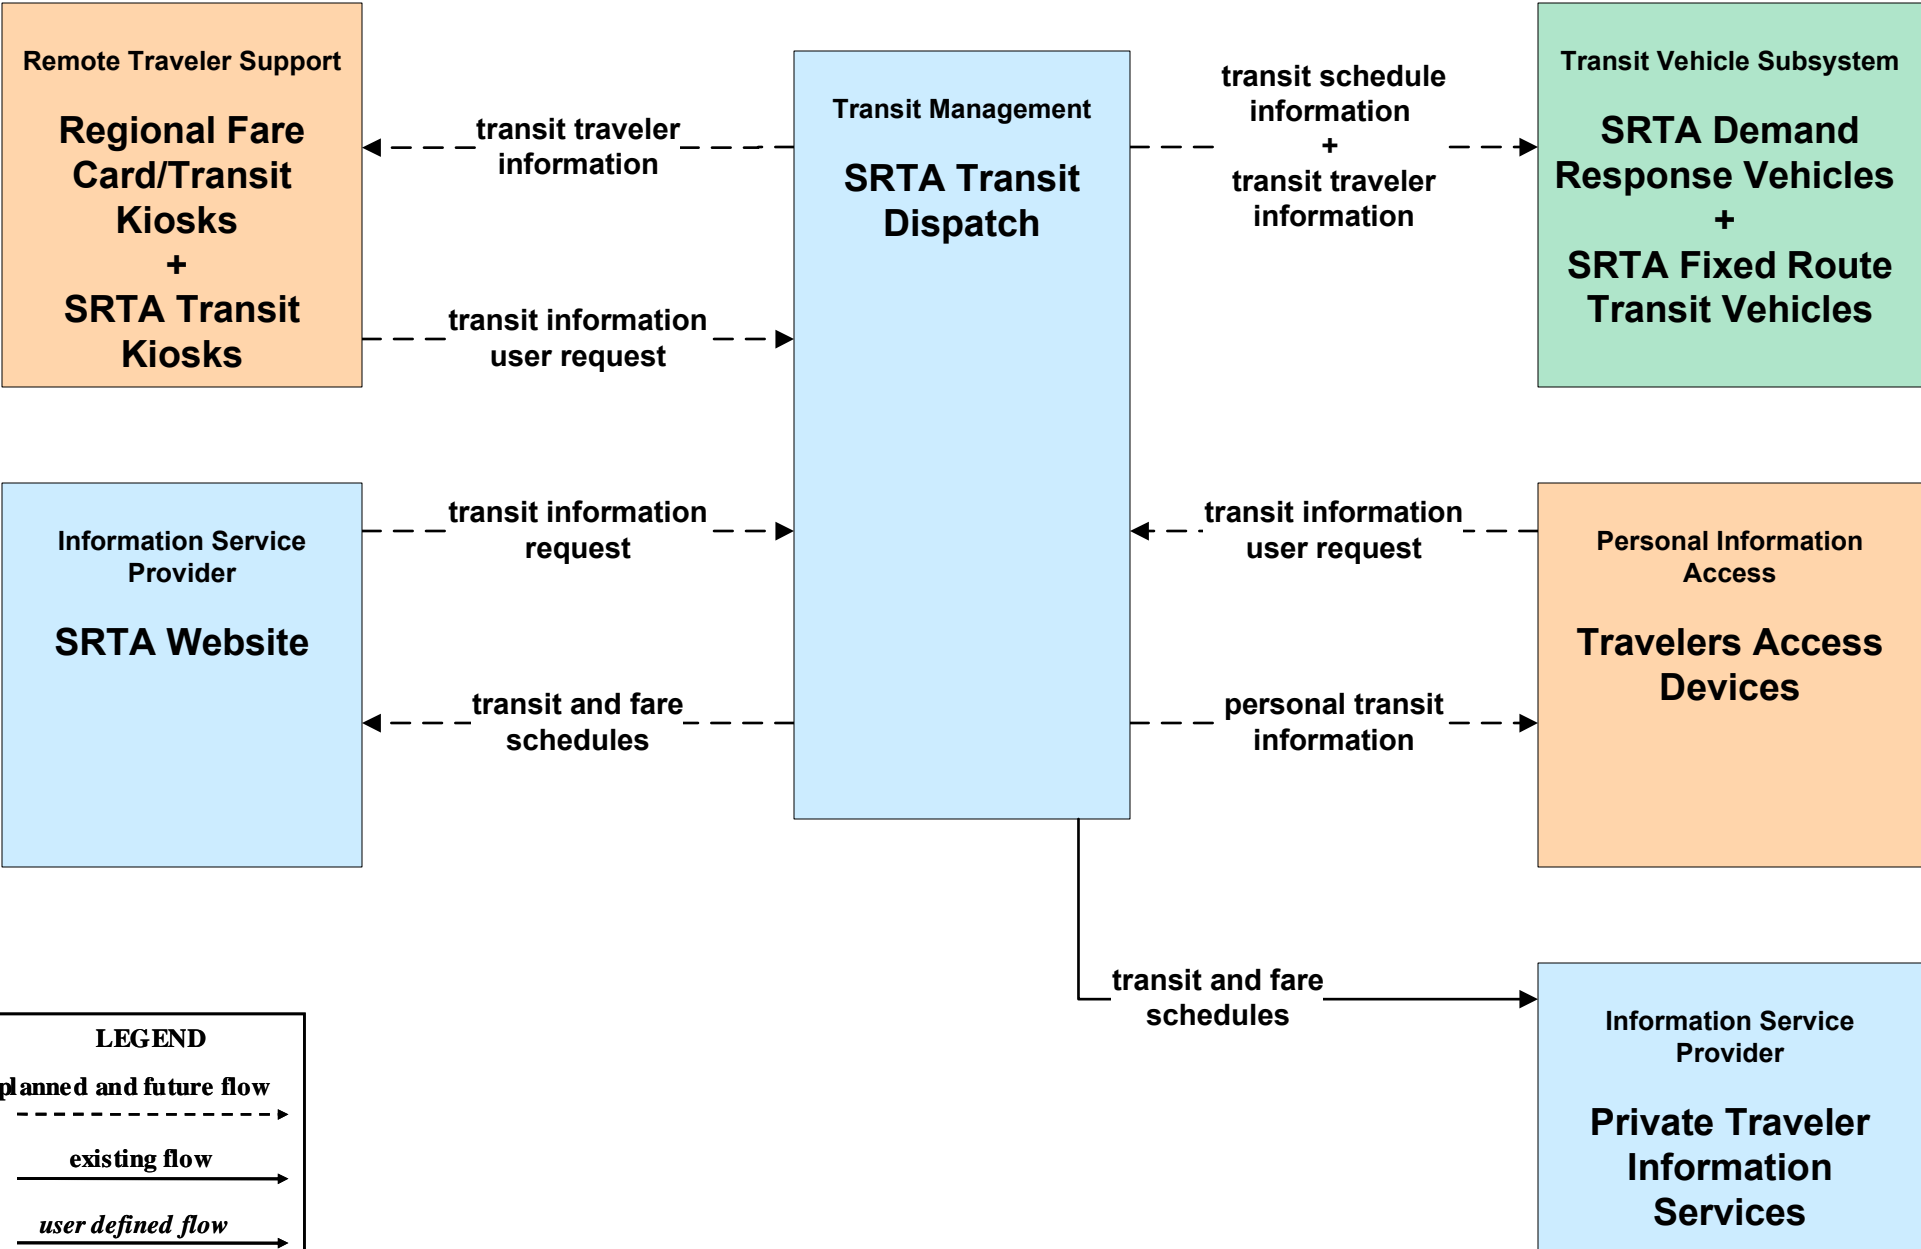 Remote Traveler Support
Regional Fare
Card/Transit
Kiosks
+
SRTA Transit
Kiosks
transit traveler
information
transit information
user request
Transit Management
SRTA Transit
Dispatch
transit schedule
information
+
transit traveler
information
Transit Vehicle Subsystem
SRTA Demand
Response Vehicles
+
SRTA Fixed Route
Transit Vehicles
Information Service
Provider
SRTA Website
transit information
request
transit and fare
schedules
transit information
user request
personal transit
information
Personal Information
Access
Travelers Access
Devices
transit and fare
schedules
Information Service
Provider
Private Traveler
Information
Services
LEGEND
planned and future flow
existing flow
user defined flow